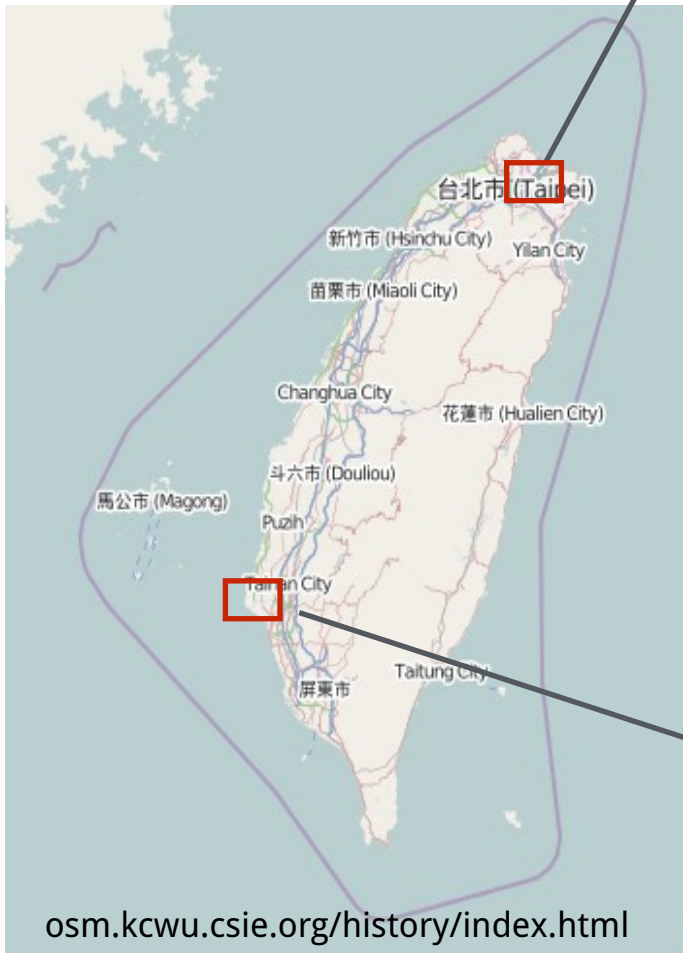 台北市 (Taipei)
新竹市 (Hsinchu City)
Yilan City
苗栗市 (Miaoli City)
Changhua City
花蓮市 (Hualien City)
斗六市 (Douliou)
馬公市 (Magong)
Puzih
Tainan City
Taitung City
屏東市
osm.kcwu.csie.org/history/index.html